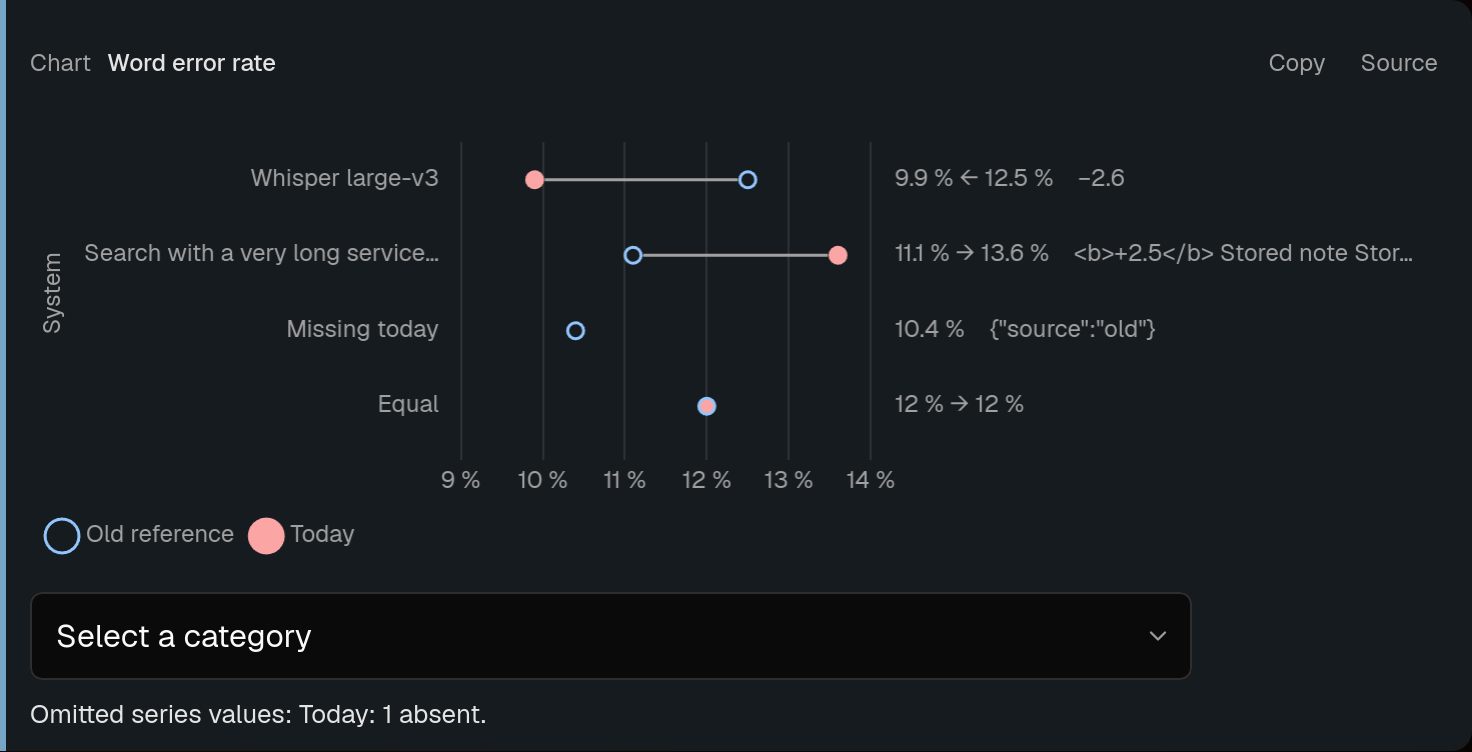 Chart Word error rate Copy Source
Whisper large-v3 9.9 % ← 12.5 % −2.6
Search with a very long service… 11.1 % → 13.6 % <b>+2.5</b> Stored note Stor…
System
Missing today 10.4 % {"source":"old"}
Equal 12 % → 12 %
9 % 10 % 11 % 12 % 13 % 14 %
Old reference Today
Select a category
Omitted series values: Today: 1 absent.